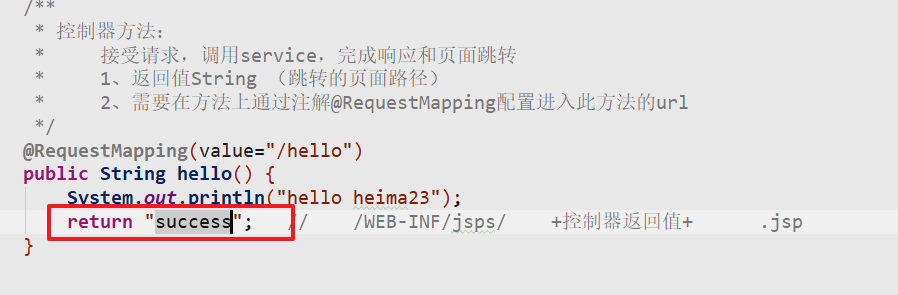 /**
* 控制器方法：
* 接受请求，调用service，完成响应和页面跳转
* 1、返回值String （跳转的页面路径）
* 2、需要在方法上通过注解@RequestMapping配置进入此方法的url
*/
@RequestMapping(value="/hello")
public String hello() {
System.out.println("hello heima23");
return "success"; // /WEB-INF/jsps/ +控制器返回值+ .jsp
}